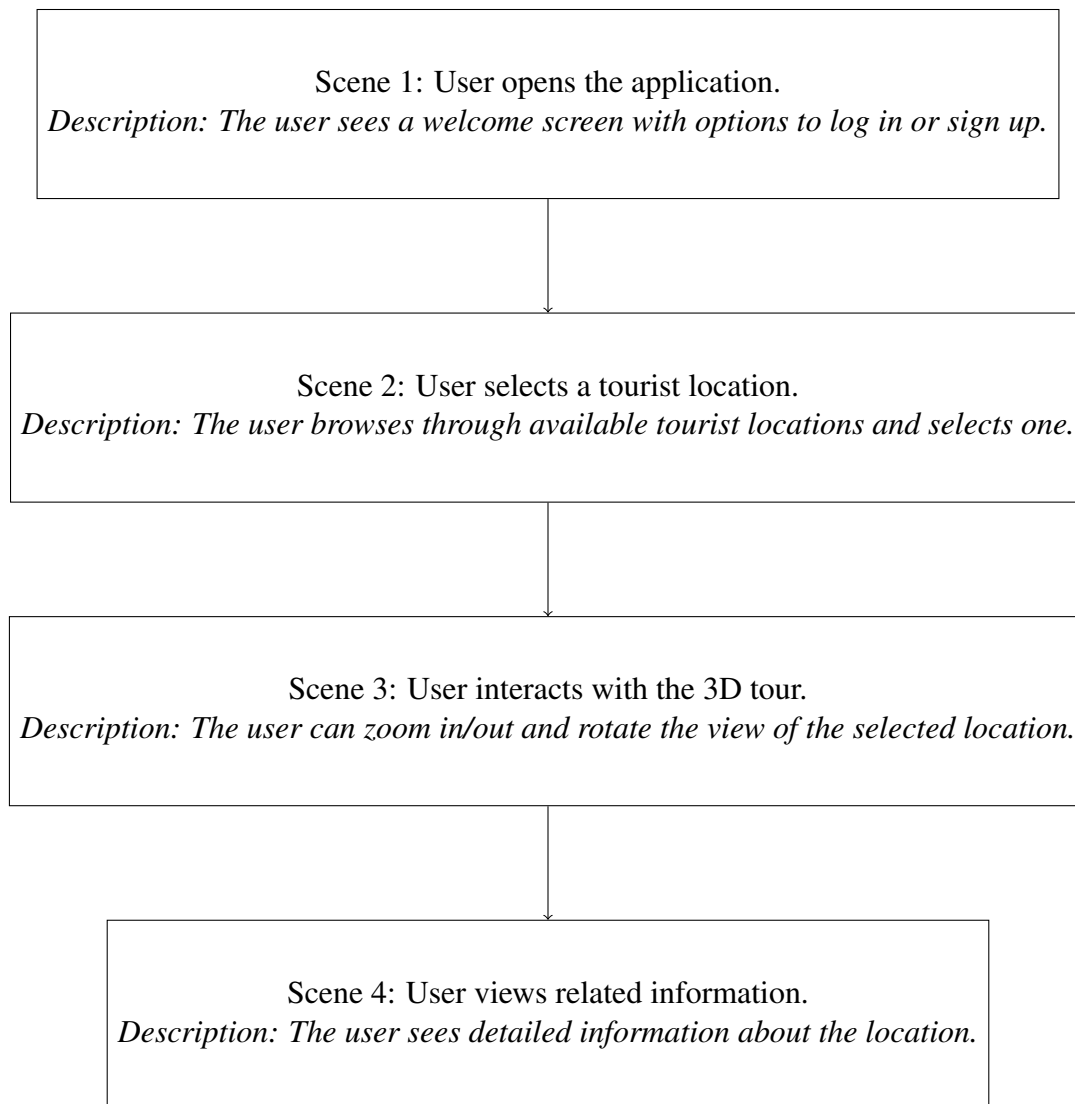 Scene 1: User opens the application.
Description: The user sees a welcome screen with options to log in or sign up.
Scene 2: User selects a tourist location.
Description: The user browses through available tourist locations and selects one.
Scene 3: User interacts with the 3D tour.
Description: The user can zoom in/out and rotate the view of the selected location.
Scene 4: User views related information.
Description: The user sees detailed information about the location.